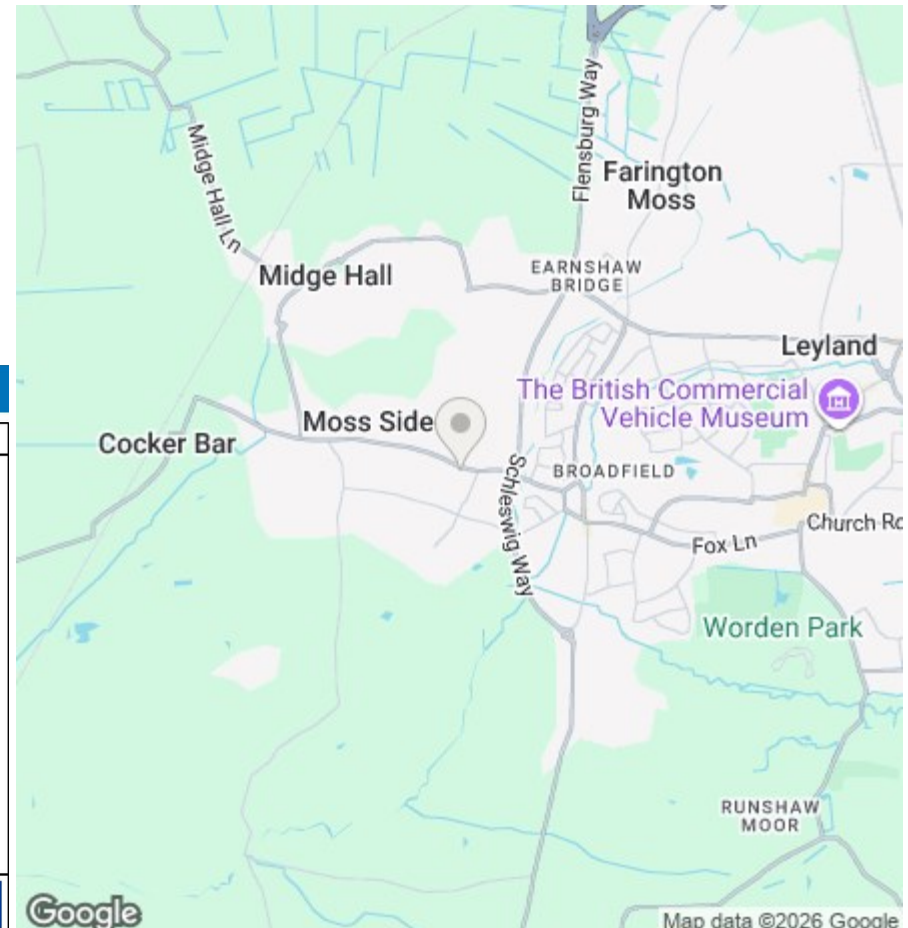 Flensburg Way
Farington
Moss
Midge Hall Ln
EARNSHAW
BRIDGE
Midge Hall
Leyland
The British Commercial
Vehicle Museum
Moss Side
Cocker Bar
BROADFIELD
Schleswig Way
Church Rd
Fox Ln
Worden Park
RUNSHAW
MOOR
Google
Map data ©2026 Google